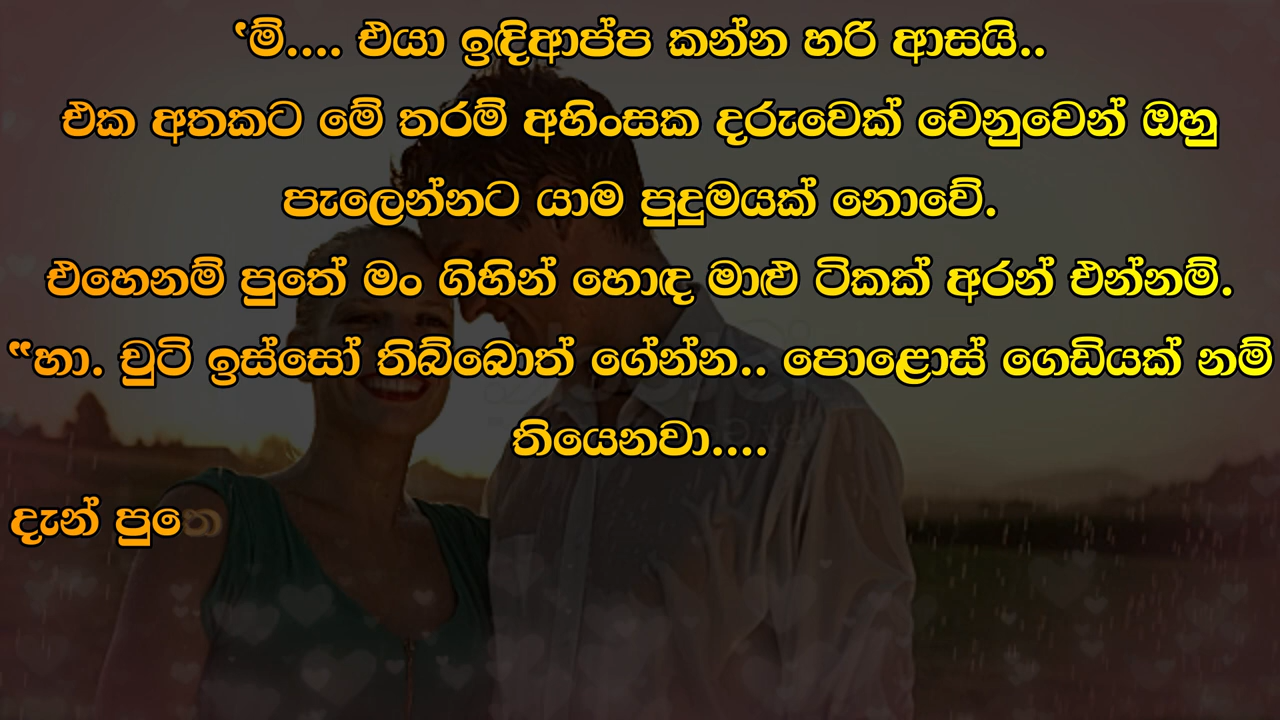 ‘ම්.... එයා ඉඳිආප්ප කන්න හරි ආසයි..
එක අතකට මේ තරම් අහිංසක දරුවෙක් වෙනුවෙන් ඔහු
පැලෙන්නට යාම පුදුමයක් නොවේ.
එහෙනම් පුතේ මං ගිහින් හොඳ මාළු ටිකක් අරන් එන්නම්.
“හා. චුටි ඉස්සෝ තිබ්බොත් ගේන්න.. පොළොස් ගෙඩියක් නම්
තියෙනවා....
දැන් පුතෙ